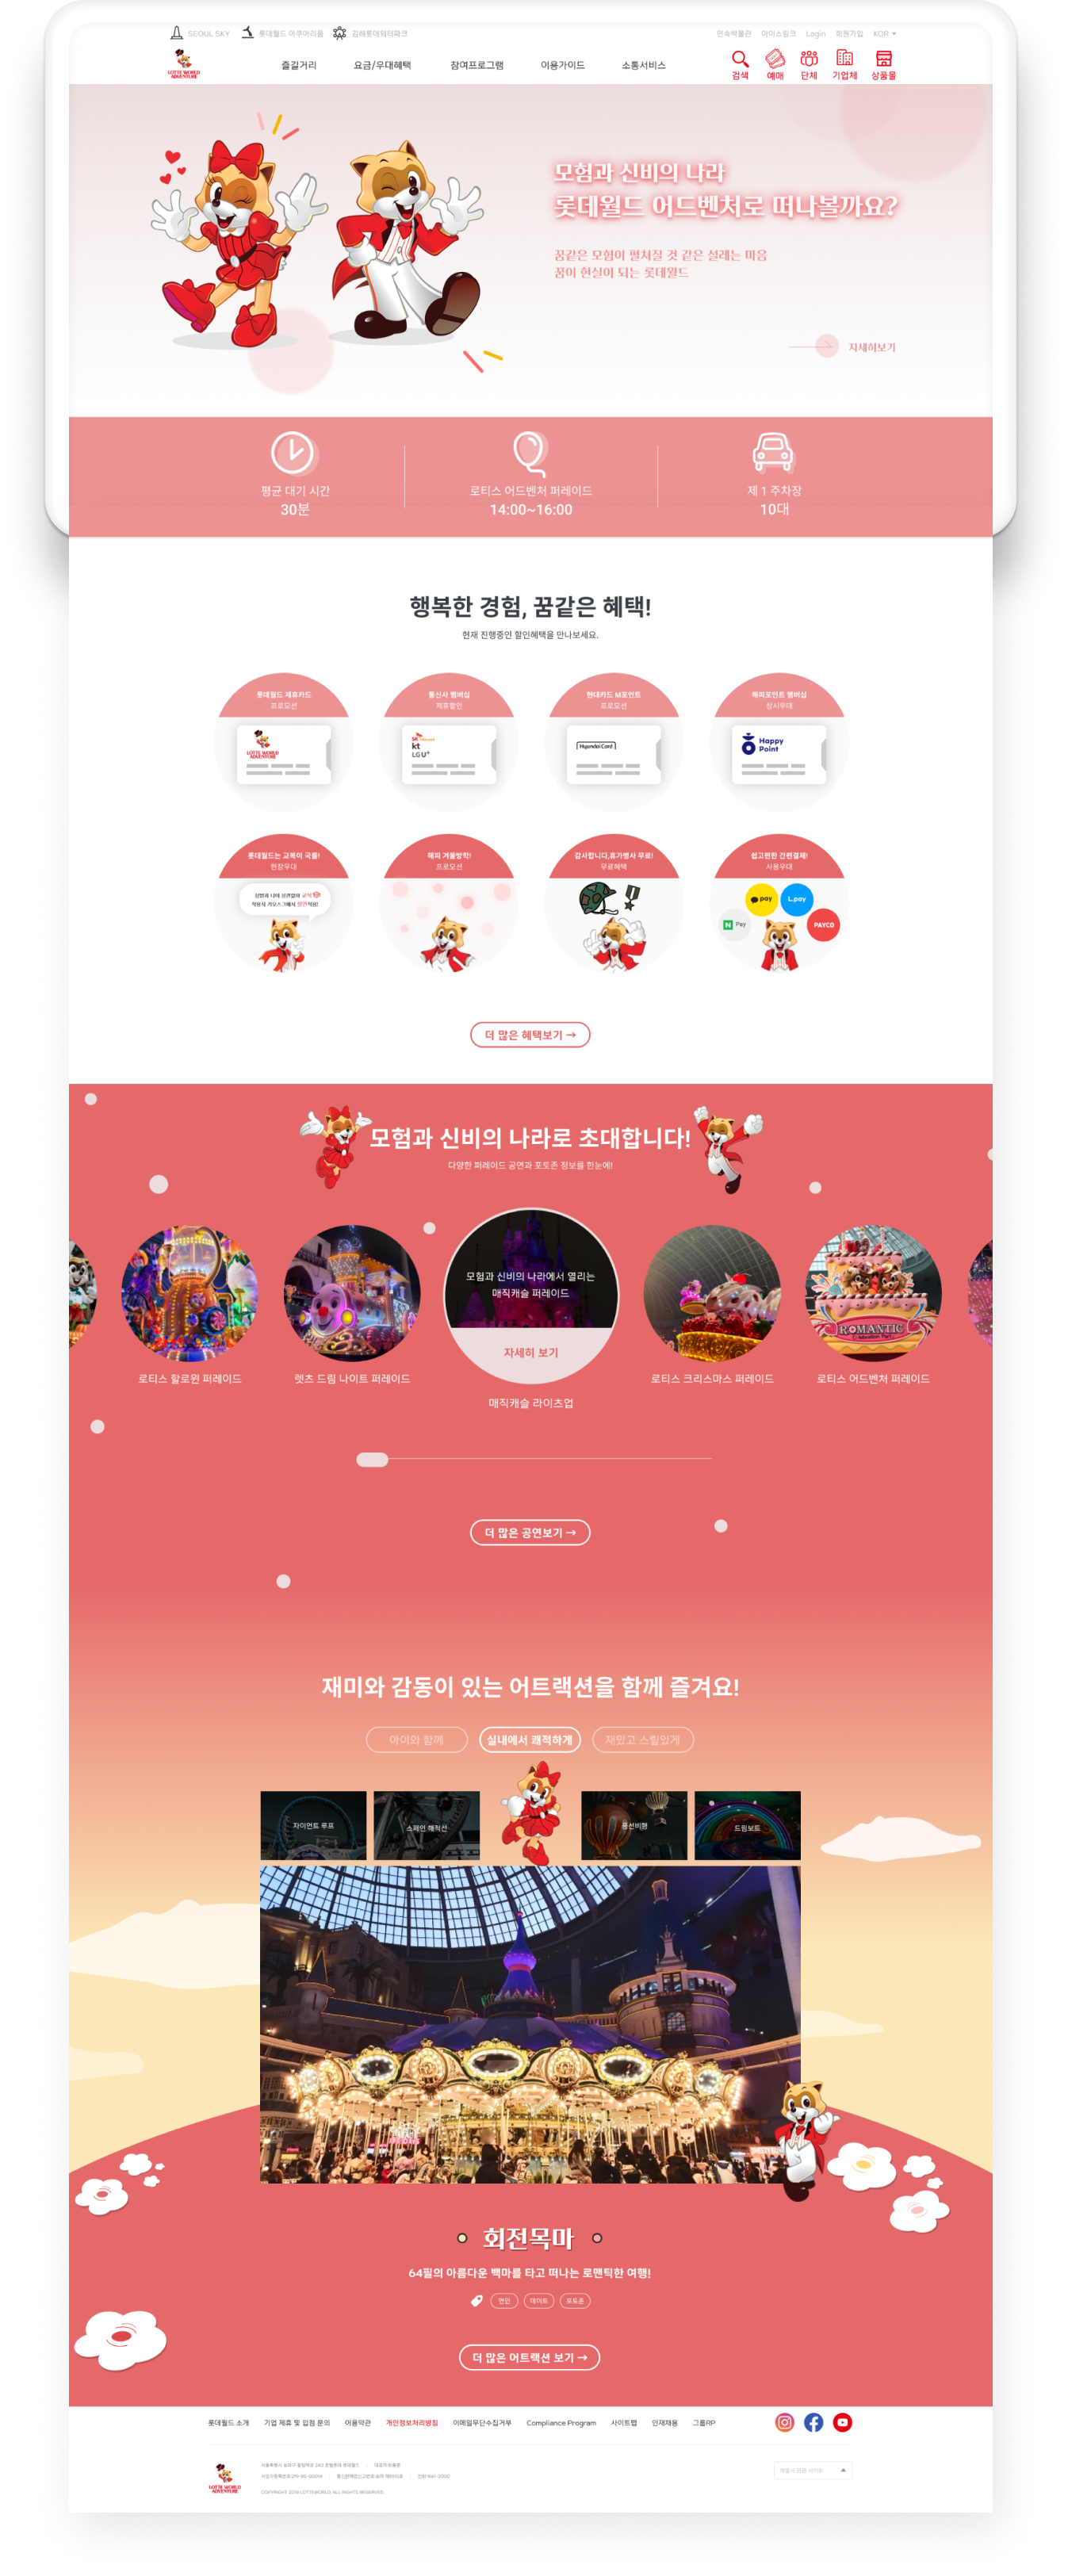 SEOUL SKY 롯데월드 아쿠아리움 김해롯데워터파크
민속박물관 아이스링크 Login 회원가입 KOR
LOTTE WORLD
ADVENTURE
즐길거리 요금/우대혜택 참여프로그램 이용가이드 소통서비스
검색 예매 단체 기업체 상품몰
모험과 신비의 나라
롯데월드 어드벤처로 떠나볼까요?
꿈같은 모험이 펼쳐질 것 같은 설레는 마음
꿈이 현실이 되는 롯데월드
자세히보기
평균 대기 시간
30분
로티스 어드벤처 퍼레이드
14:00~16:00
제 1 주차장
10대
행복한 경험, 꿈같은 혜택!
현재 진행중인 할인혜택을 만나보세요.
롯데월드 제휴카드
프로모션
LOTTE WORLD
ADVENTURE
통신사 멤버십
제휴할인
SK telecom
kt
LG U+
현대카드 M포인트
프로모션
HyundaiCard
해피포인트 멤버십
상시우대
Happy
Point
롯데월드는 교복이 국룰!
현장우대
해피 겨울방학!
프로모션
감사합니다,휴가병사 무료!
무료혜택
쉽고편한 간편결제!
사용우대
pay
L.pay
N Pay
PAYCO
더 많은 혜택보기 →
모험과 신비의 나라로 초대합니다!
다양한 퍼레이드 공연과 포토존 정보를 한눈에!
모험과 신비의 나라에서 열리는
매직캐슬 퍼레이드
자세히 보기
ROMANTIC
로티스 할로윈 퍼레이드
렛츠 드림 나이트 퍼레이드
매직캐슬 라이츠업
로티스 크리스마스 퍼레이드
로티스 어드벤처 퍼레이드
더 많은 공연보기 →
재미와 감동이 있는 어트랙션을 함께 즐겨요!
아이와 함께 실내에서 쾌적하게 재밌고 스릴있게
자이언트 루프
스페인 해적선
풍선비행
드림보트
회전목마
64필의 아름다운 백마를 타고 떠나는 로맨틱한 여행!
연인 데이트 포토존
더 많은 어트랙션 보기 →
롯데월드 소개 기업 제휴 및 입점 문의 이용약관 개인정보처리방침 이메일무단수집거부 Compliance Program 사이트맵 인재채용 그룹RP
LOTTE WORLD
ADVENTURE
COPYRIGHT 2018 LOTTEWORLD. ALL RIGHTS RESERVED.